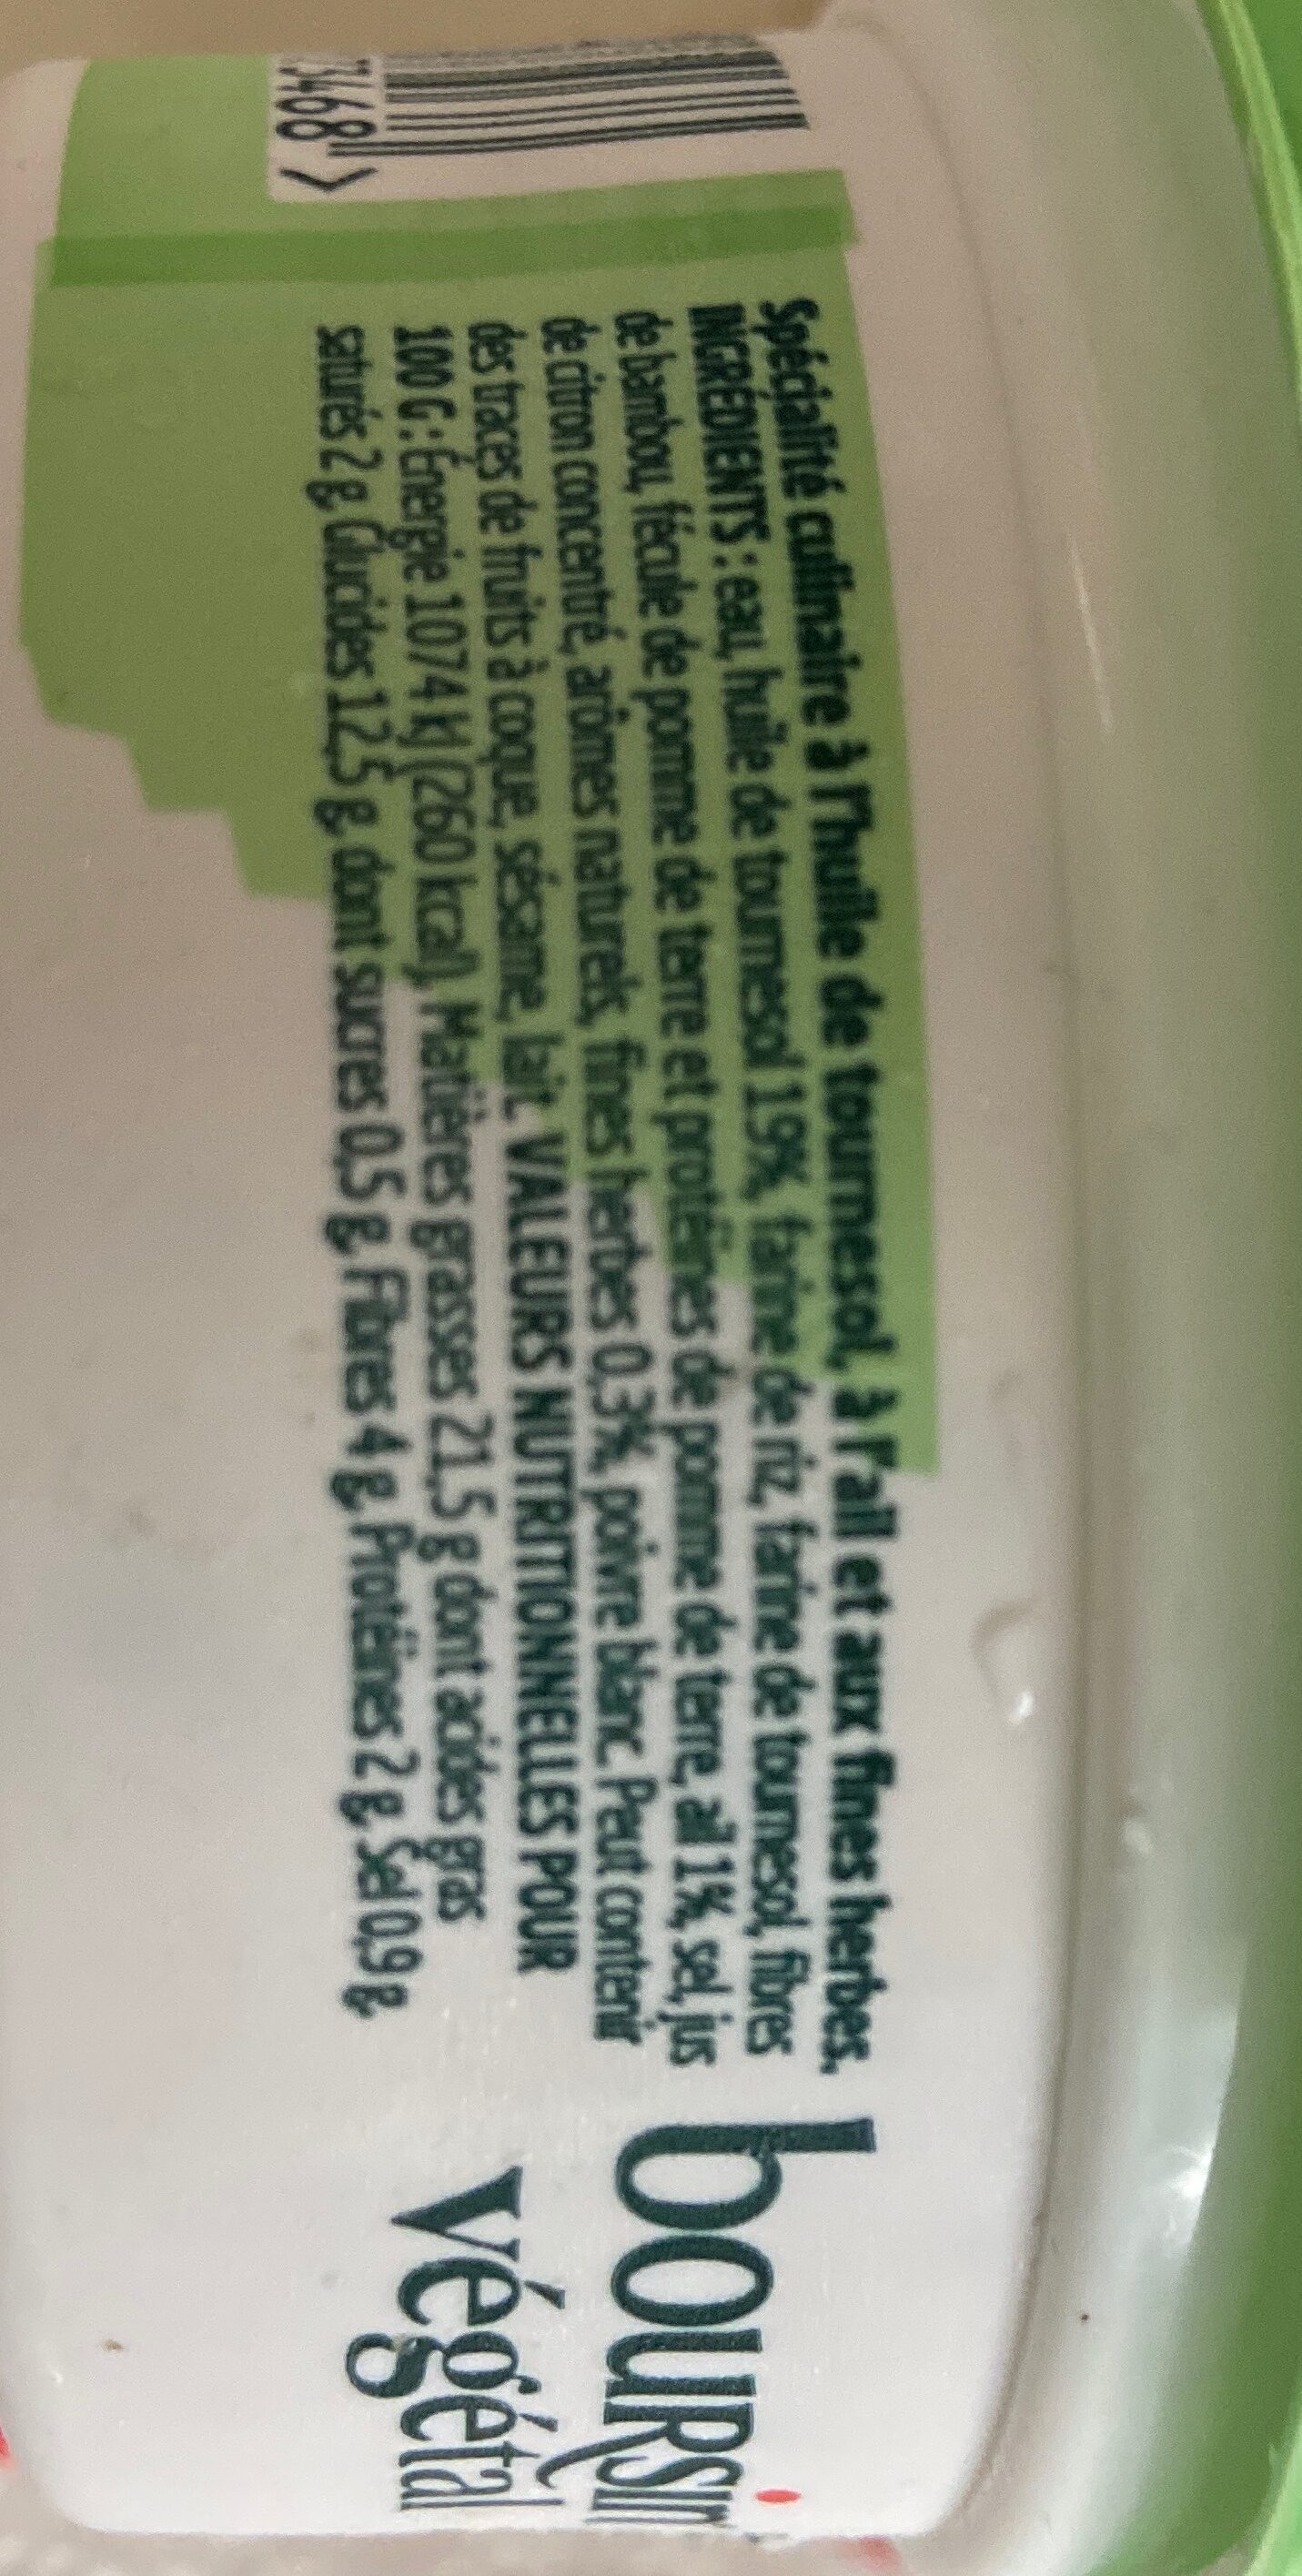 3468 >
Spécialité culinaire à l'huile de tournesol, à l'ail et aux fines herbes.
INGRÉDIENTS : eau, huile de tournesol 19%, farine de riz, farine de tournesol, fibres
de bambou, fécule de pomme de terre et protéines de pomme de terre, ail 1%, sel, jus
de citron concentré, arômes naturels, fines herbes 0,3%, poivre blanc. Peut contenir
des traces de fruits à coque, sésame, lait. VALEURS NUTRITIONNELLES POUR
100 G : Énergie 1074 kJ (260 kcal), Matières grasses 21,5 g dont acides gras
saturés 2 g, Glucides 12,5 g, dont sucres 0,5 g, Fibres 4 g, Protéines 2 g, Sel 0,9 g.
boursin
végétal